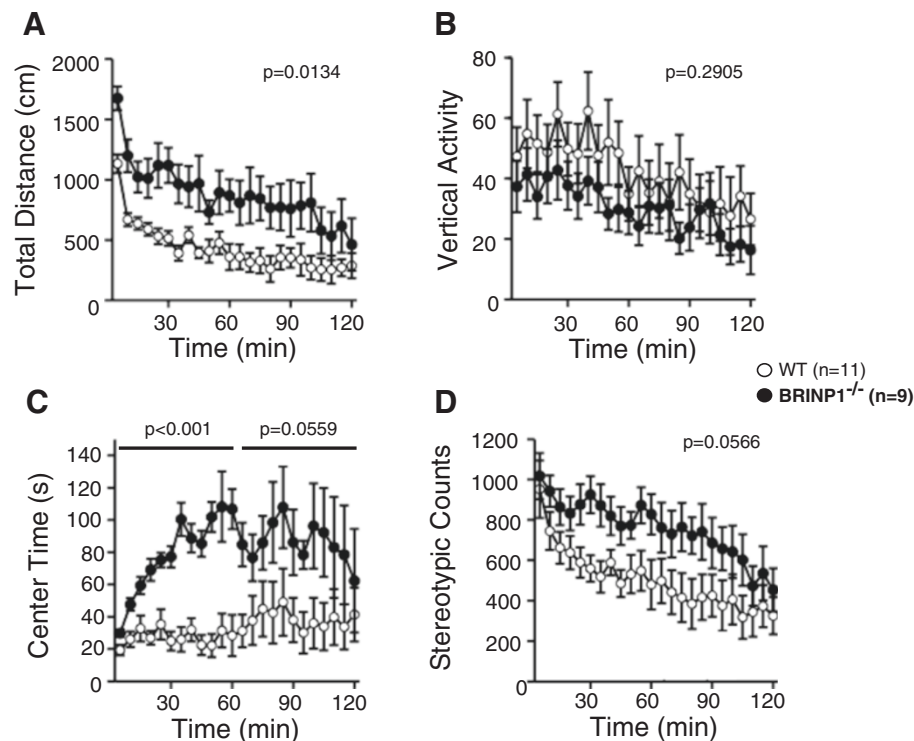 A
p=0.0134
Total Distance (cm)
2000
1500
1000
500
0
30 60 90 120
Time (min)
B
p=0.2905
Vertical Activity
80
60
40
20
0
30 60 90 120
Time (min)
WT (n=11)
BRINP1-/- (n=9)
C
p<0.001 p=0.0559
Center Time (s)
140
120
100
80
60
40
20
0
30 60 90 120
Time (min)
D
p=0.0566
Stereotypic Counts
1200
1000
800
600
400
200
0
30 60 90 120
Time (min)